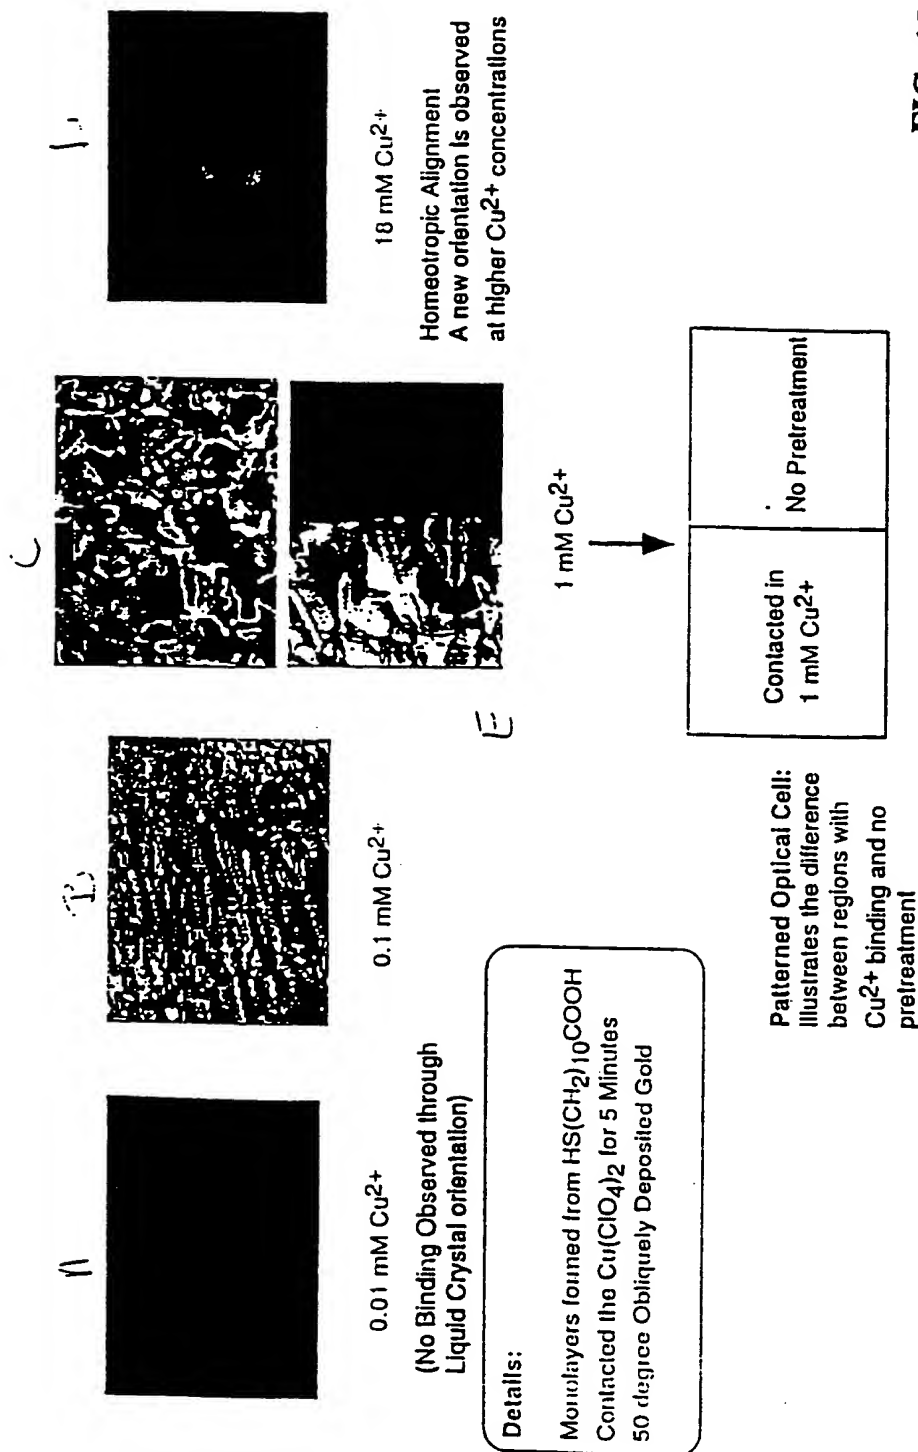 A
0.01 mM Cu2+
(No Binding Observed through
Liquid Crystal orientation)
B
0.1 mM Cu2+
C
E
1 mM Cu2+
18 mM Cu2+
Homeotropic Alignment
A new orientation is observed
at higher Cu2+ concentrations
Details:
Monolayers formed from HS(CH2)10COOH
Contacted the Cu(ClO4)2 for 5 Minutes
50 degree Obliquely Deposited Gold
Patterned Optical Cell:
Illustrates the difference
between regions with
Cu2+ binding and no
pretreatment
Contacted in
1 mM Cu2+
No Pretreatment
FIG.